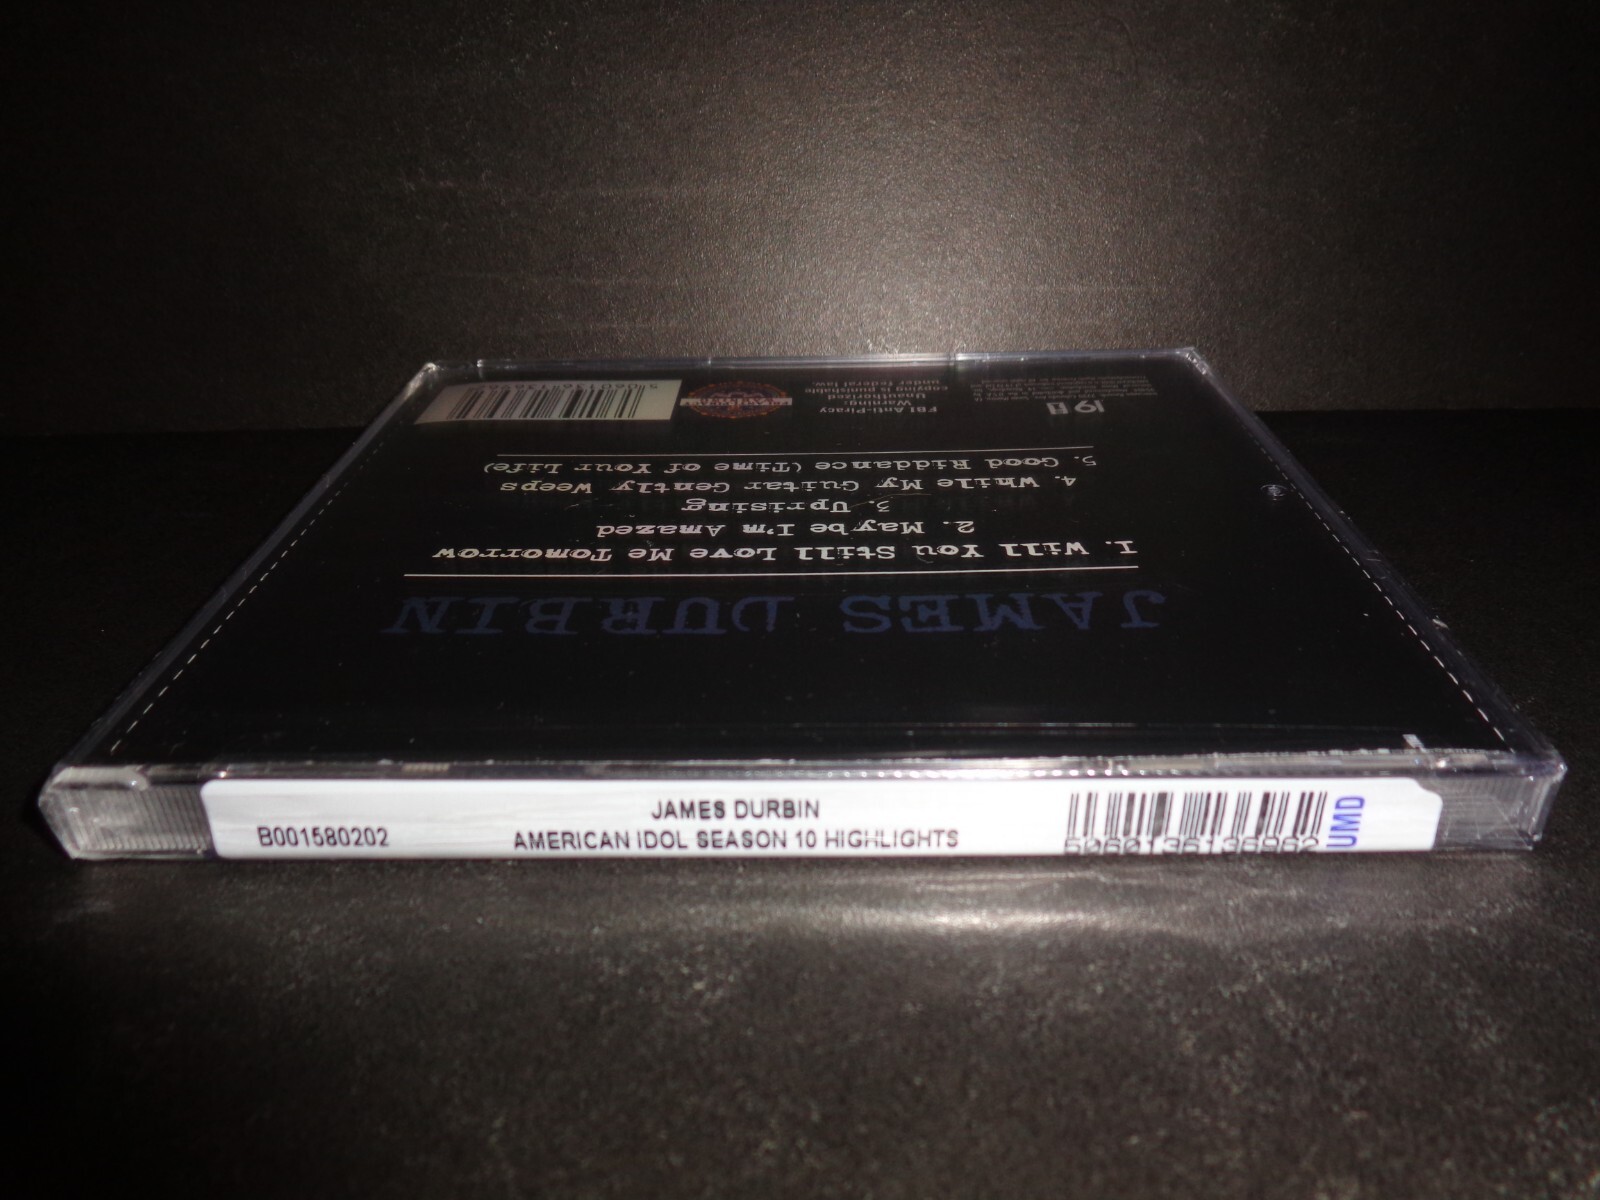 JAMES DURBIN
1. Will You Still Love Me Tomorrow
2. Maybe I'm Amazed
3. Uprising
4. While My Guitar Gently Weeps
5. Good Riddance (Time of Your Life)
FBI Anti-Piracy
Warning:
Unauthorized
copying is punishable
under federal law.
19
JAMES DURBIN
B001580202
AMERICAN IDOL SEASON 10 HIGHLIGHTS
5060136136962
UMD